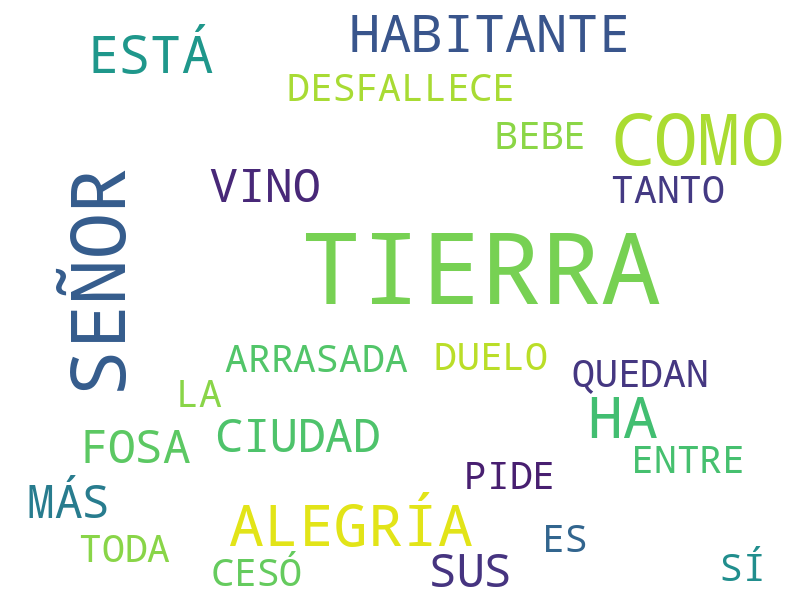 HABITANTE
ESTÁ
DESFALLECE
COMO
BEBE
VINO
TANTO
SEÑOR
TIERRA
ARRASADA
DUELO
QUEDAN
LA
HA
CIUDAD
FOSA
ENTRE
PIDE
MÁS
ALEGRÍA
TODA
ES
CESÓ
SUS
SÍ